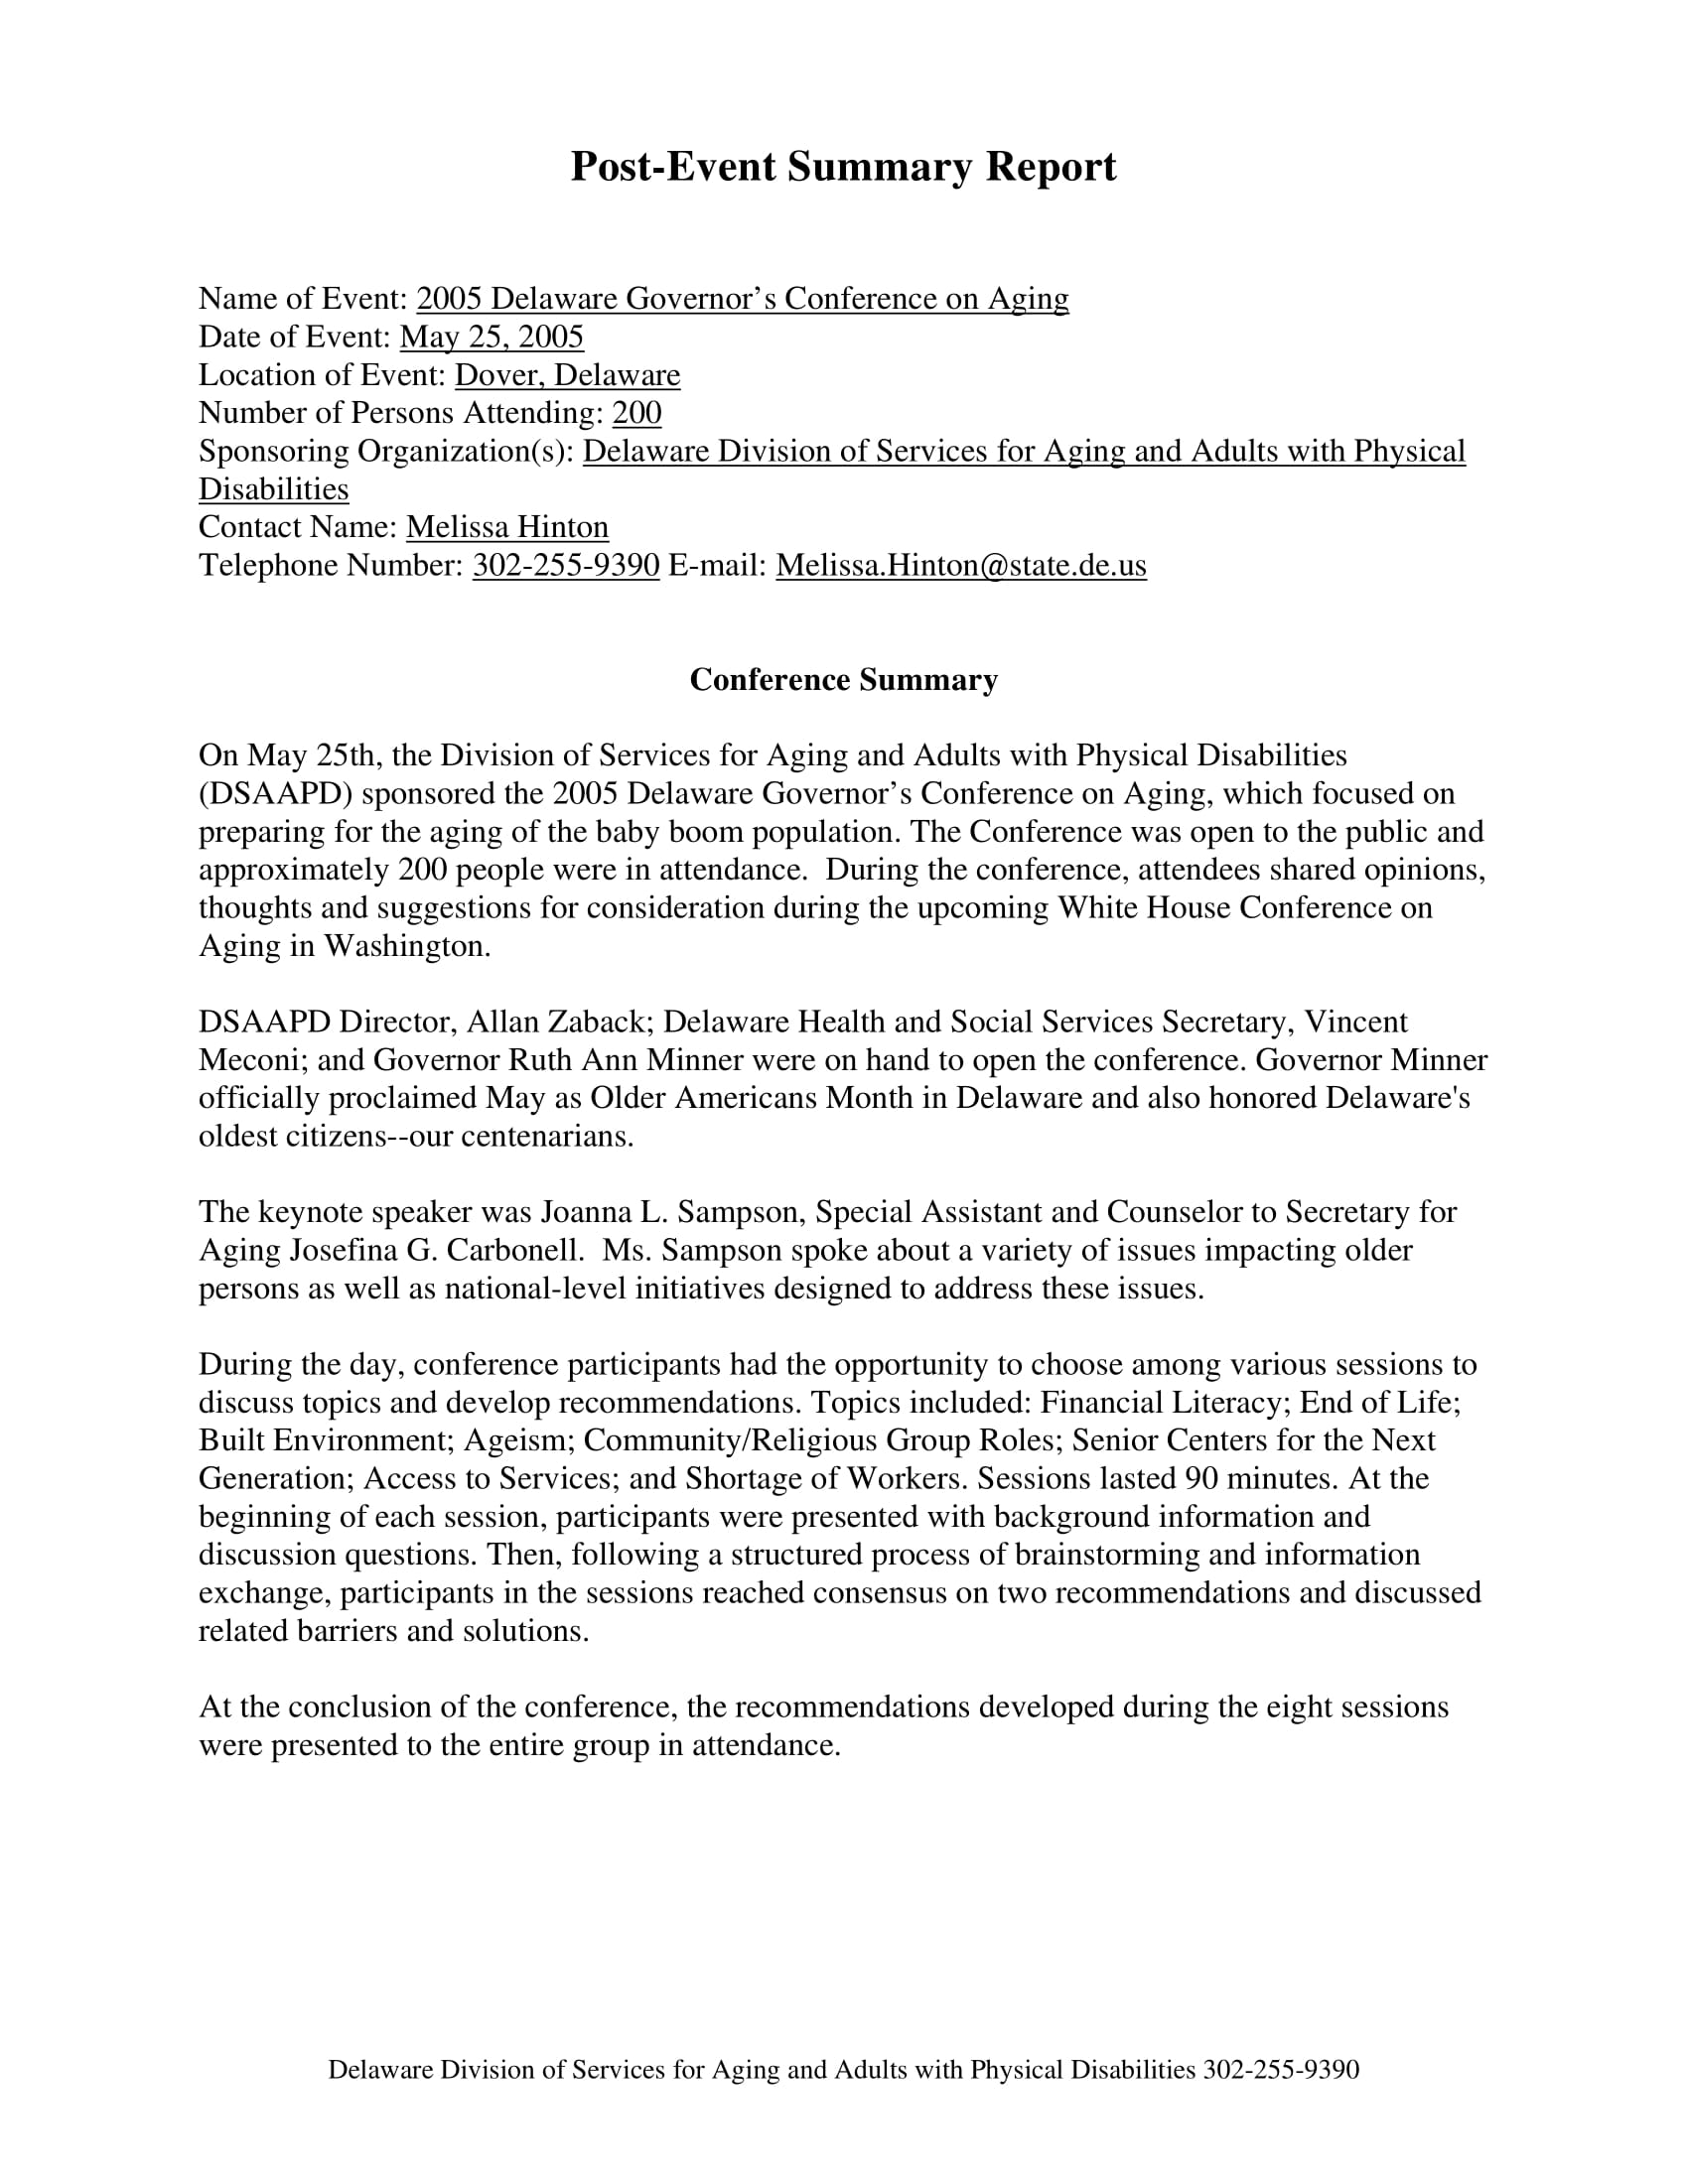 Post-Event Summary Report
Name of Event: 2005 Delaware Governor’s Conference on Aging
Date of Event: May 25, 2005
Location of Event: Dover, Delaware
Number of Persons Attending: 200
Sponsoring Organization(s): Delaware Division of Services for Aging and Adults with Physical
Disabilities
Contact Name: Melissa Hinton
Telephone Number: 302-255-9390 E-mail: Melissa.Hinton@state.de.us
Conference Summary
On May 25th, the Division of Services for Aging and Adults with Physical Disabilities
(DSAAPD) sponsored the 2005 Delaware Governor’s Conference on Aging, which focused on
preparing for the aging of the baby boom population. The Conference was open to the public and
approximately 200 people were in attendance.  During the conference, attendees shared opinions,
thoughts and suggestions for consideration during the upcoming White House Conference on
Aging in Washington.
DSAAPD Director, Allan Zaback; Delaware Health and Social Services Secretary, Vincent
Meconi; and Governor Ruth Ann Minner were on hand to open the conference. Governor Minner
officially proclaimed May as Older Americans Month in Delaware and also honored Delaware's
oldest citizens--our centenarians.
The keynote speaker was Joanna L. Sampson, Special Assistant and Counselor to Secretary for
Aging Josefina G. Carbonell.  Ms. Sampson spoke about a variety of issues impacting older
persons as well as national-level initiatives designed to address these issues.
During the day, conference participants had the opportunity to choose among various sessions to
discuss topics and develop recommendations. Topics included: Financial Literacy; End of Life;
Built Environment; Ageism; Community/Religious Group Roles; Senior Centers for the Next
Generation; Access to Services; and Shortage of Workers. Sessions lasted 90 minutes. At the
beginning of each session, participants were presented with background information and
discussion questions. Then, following a structured process of brainstorming and information
exchange, participants in the sessions reached consensus on two recommendations and discussed
related barriers and solutions.
At the conclusion of the conference, the recommendations developed during the eight sessions
were presented to the entire group in attendance.
Delaware Division of Services for Aging and Adults with Physical Disabilities 302-255-9390